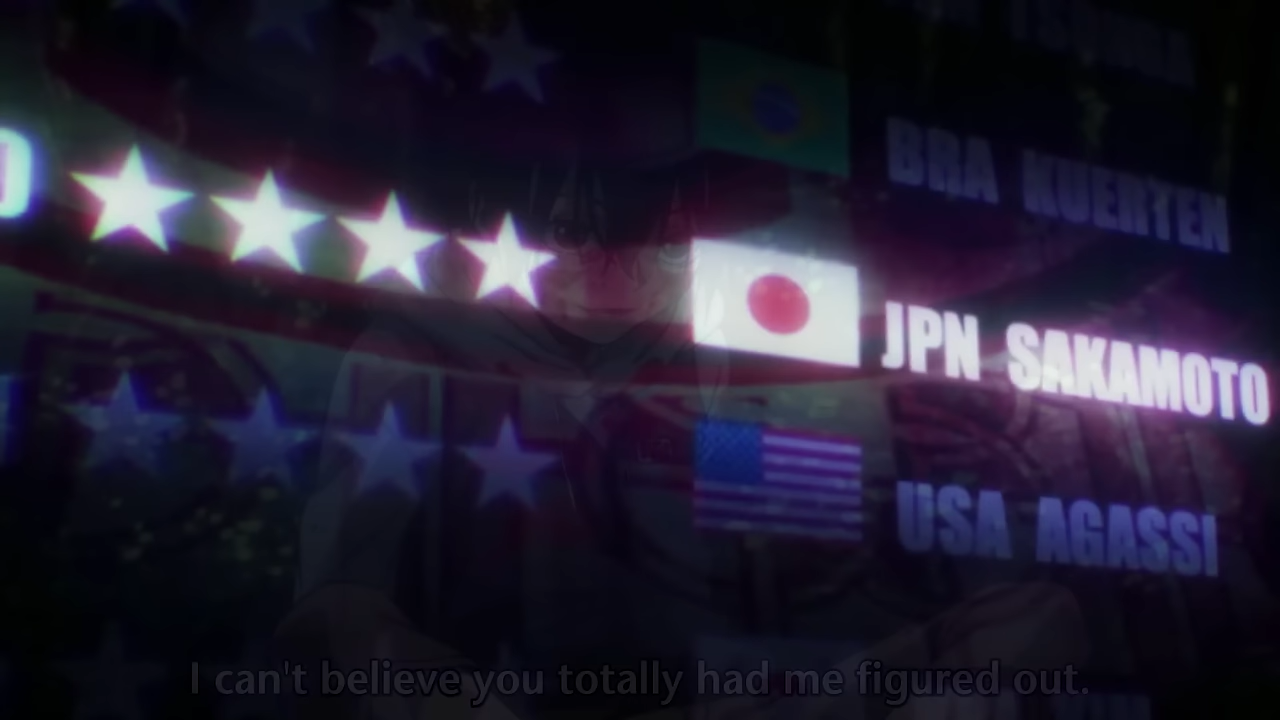 BRA KUERTEN
JPN SAKAMOTO
USA AGASSI
I can't believe you totally had me figured out.